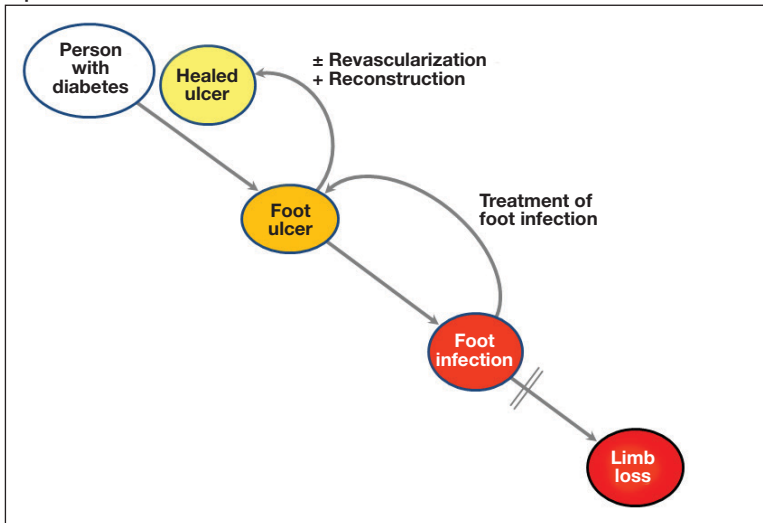 Person
with
diabetes
Healed
ulcer
± Revascularization
+ Reconstruction
Foot
ulcer
Treatment of
foot infection
Foot
infection
Limb
loss